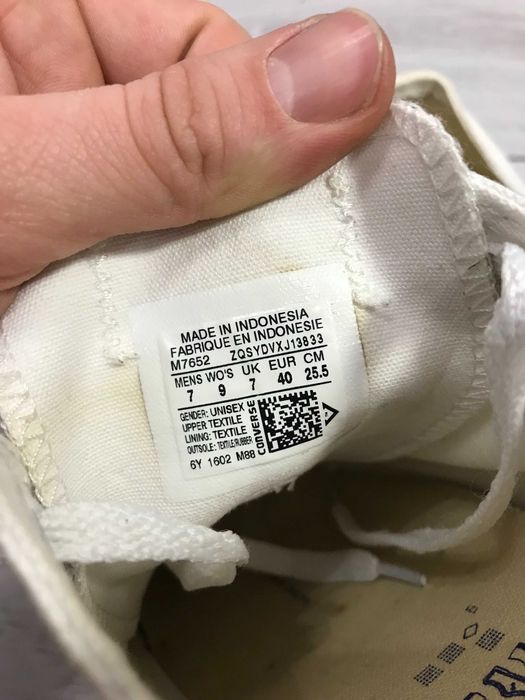 MADE IN INDONESIA
FABRIQUE EN INDONESIE
M7652 ZQSYDVXJ13833
MENS WO'S UK EUR CM
7 9 7 40 25.5
GENDER: UNISEX
UPPER TEXTILE
LINING: TEXTILE
OUTSOLE: TEXTILE/RUBBER
CONVERSE
6Y 1602 M88